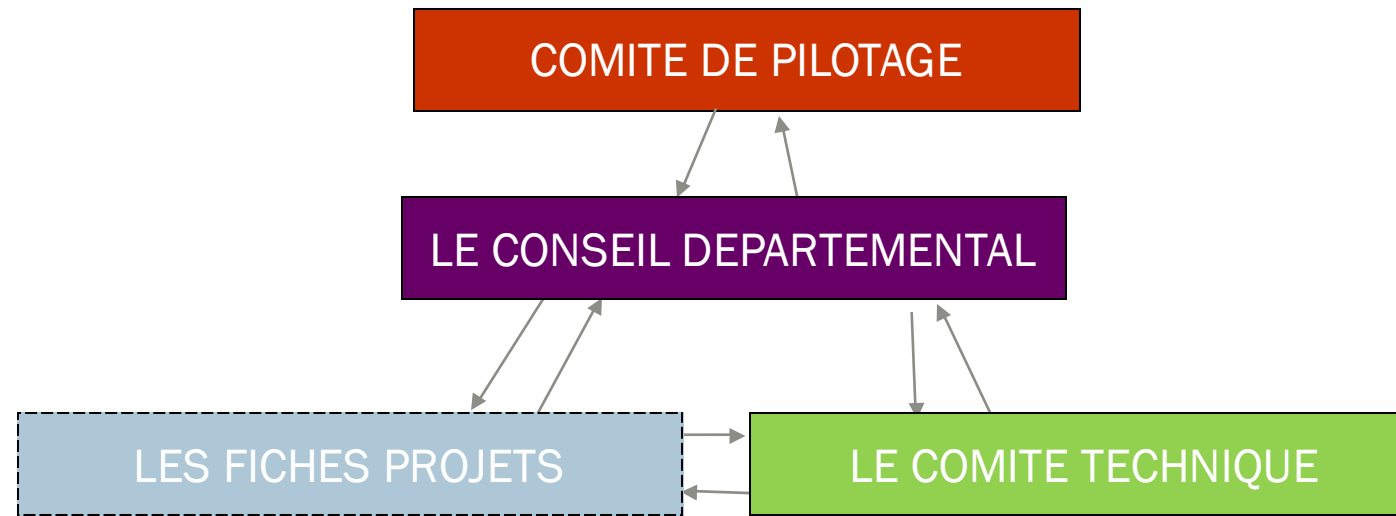 COMITE DE PILOTAGE
LE CONSEIL DEPARTEMENTAL
LES FICHES PROJETS
LE COMITE TECHNIQUE